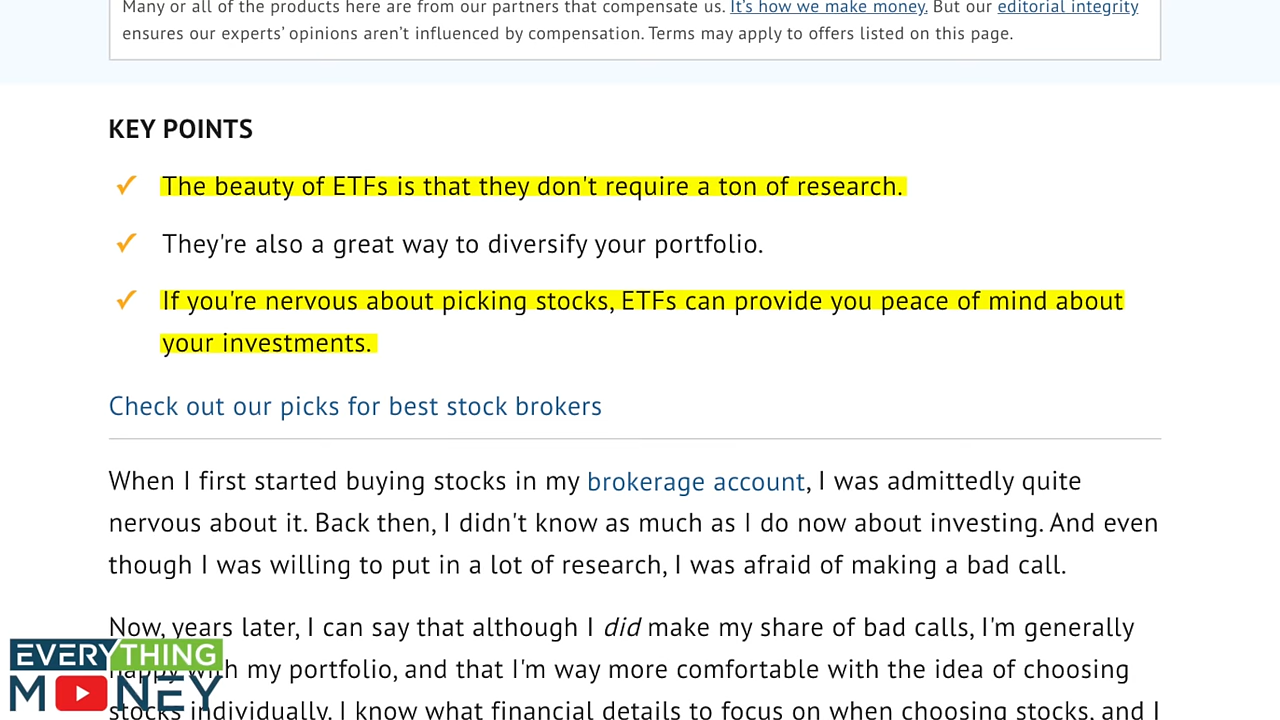 Many or all of the products here are from our partners that compensate us. It's how we make money. But our editorial integrity
ensures our experts' opinions aren't influenced by compensation. Terms may apply to offers listed on this page.
KEY POINTS
The beauty of ETFs is that they don't require a ton of research.
They're also a great way to diversify your portfolio.
If you're nervous about picking stocks, ETFs can provide you peace of mind about
your investments.
Check out our picks for best stock brokers
When I first started buying stocks in my brokerage account, I was admittedly quite
nervous about it. Back then, I didn't know as much as I do now about investing. And even
though I was willing to put in a lot of research, I was afraid of making a bad call.
Now, years later, I can say that although I did make my share of bad calls, I'm generally
happy with my portfolio, and that I'm way more comfortable with the idea of choosing
stocks individually. I know what financial details to focus on when choosing stocks, and I
EVERYTHING
MONEY